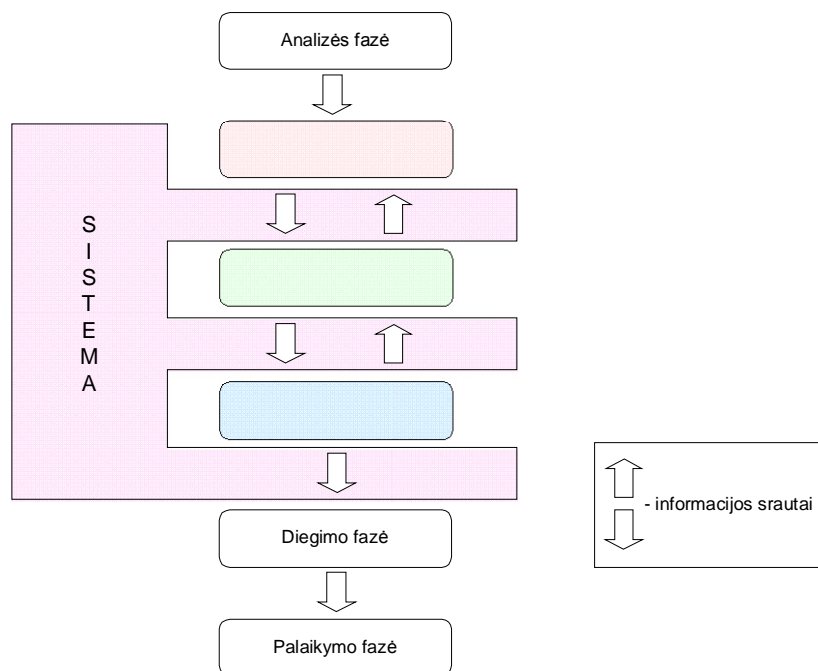 Analizės fazė
S
I
S
T
E
M
A
- informacijos srautai
Diegimo fazė
Palaikymo fazė